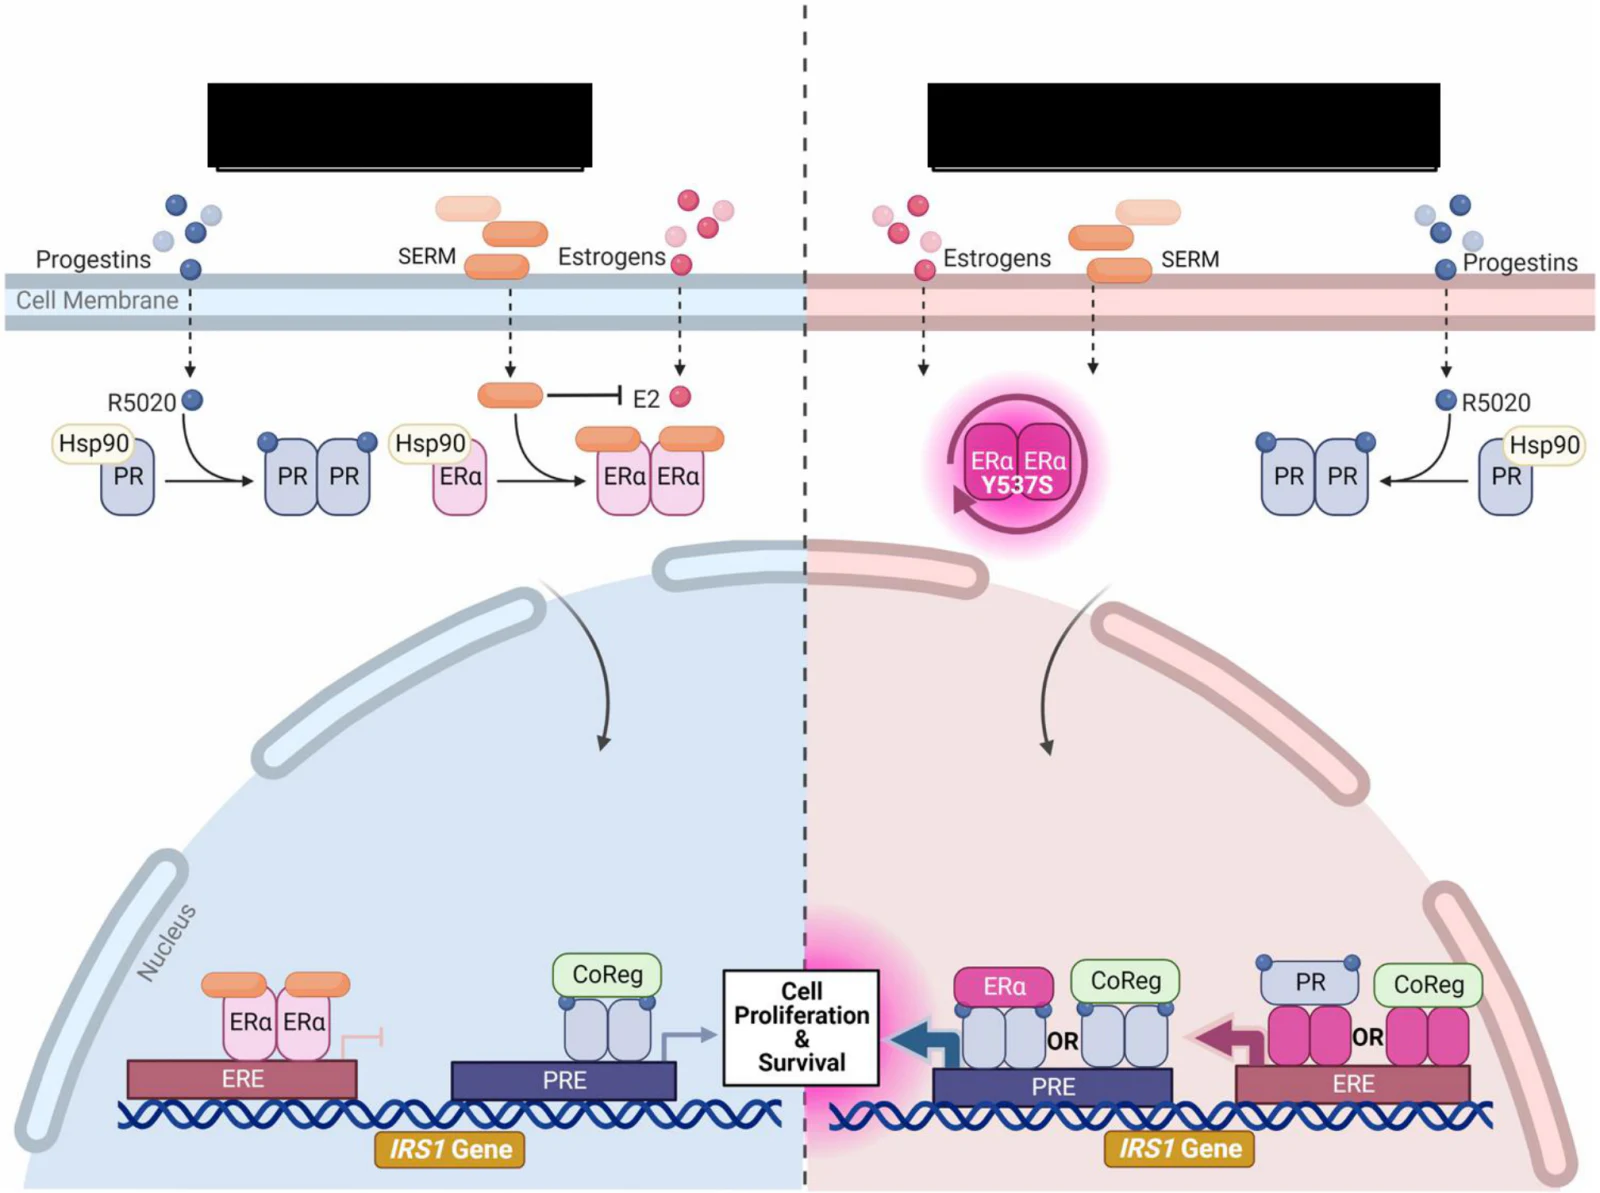 Progestins
SERM
Estrogens
Estrogens
SERM
Progestins
Cell Membrane
R5020
E2
R5020
Hsp90
PR
PR PR
Hsp90
ERα
ERα ERα
ERα ERα
Y537S
PR PR
Hsp90
PR
Nucleus
ERα ERα
ERE
CoReg
PRE
Cell
Proliferation
&
Survival
ERα
OR
CoReg
PRE
PR
OR
CoReg
ERE
IRS1 Gene
IRS1 Gene